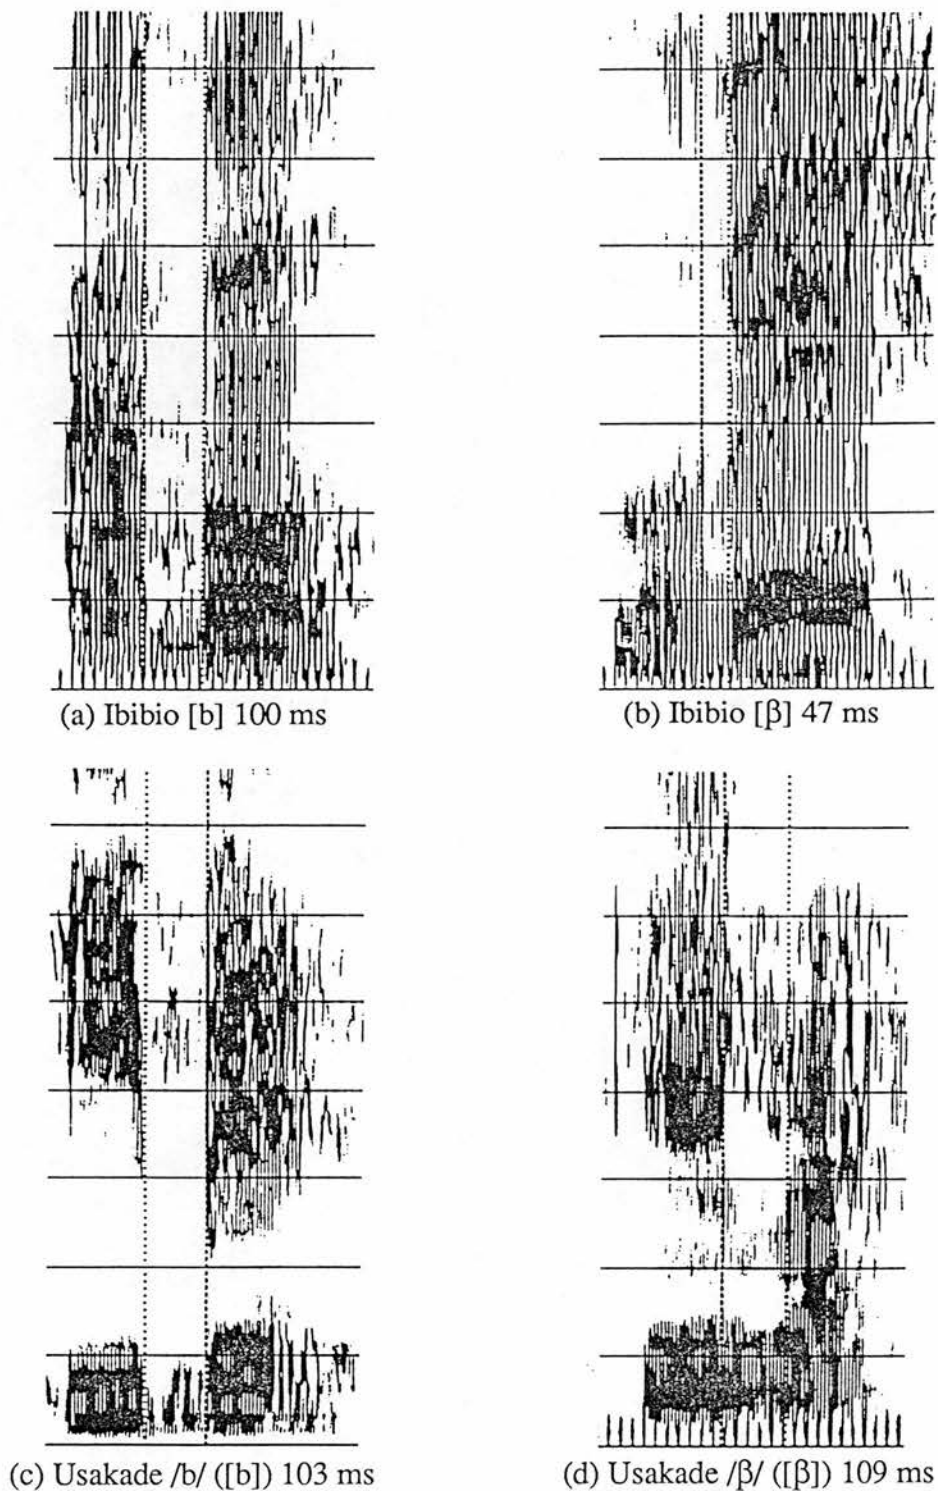 (a) Ibibio [b] 100 ms
(b) Ibibio [β] 47 ms
(c) Usakade /b/ ([b]) 103 ms
(d) Usakade /β/ ([β]) 109 ms